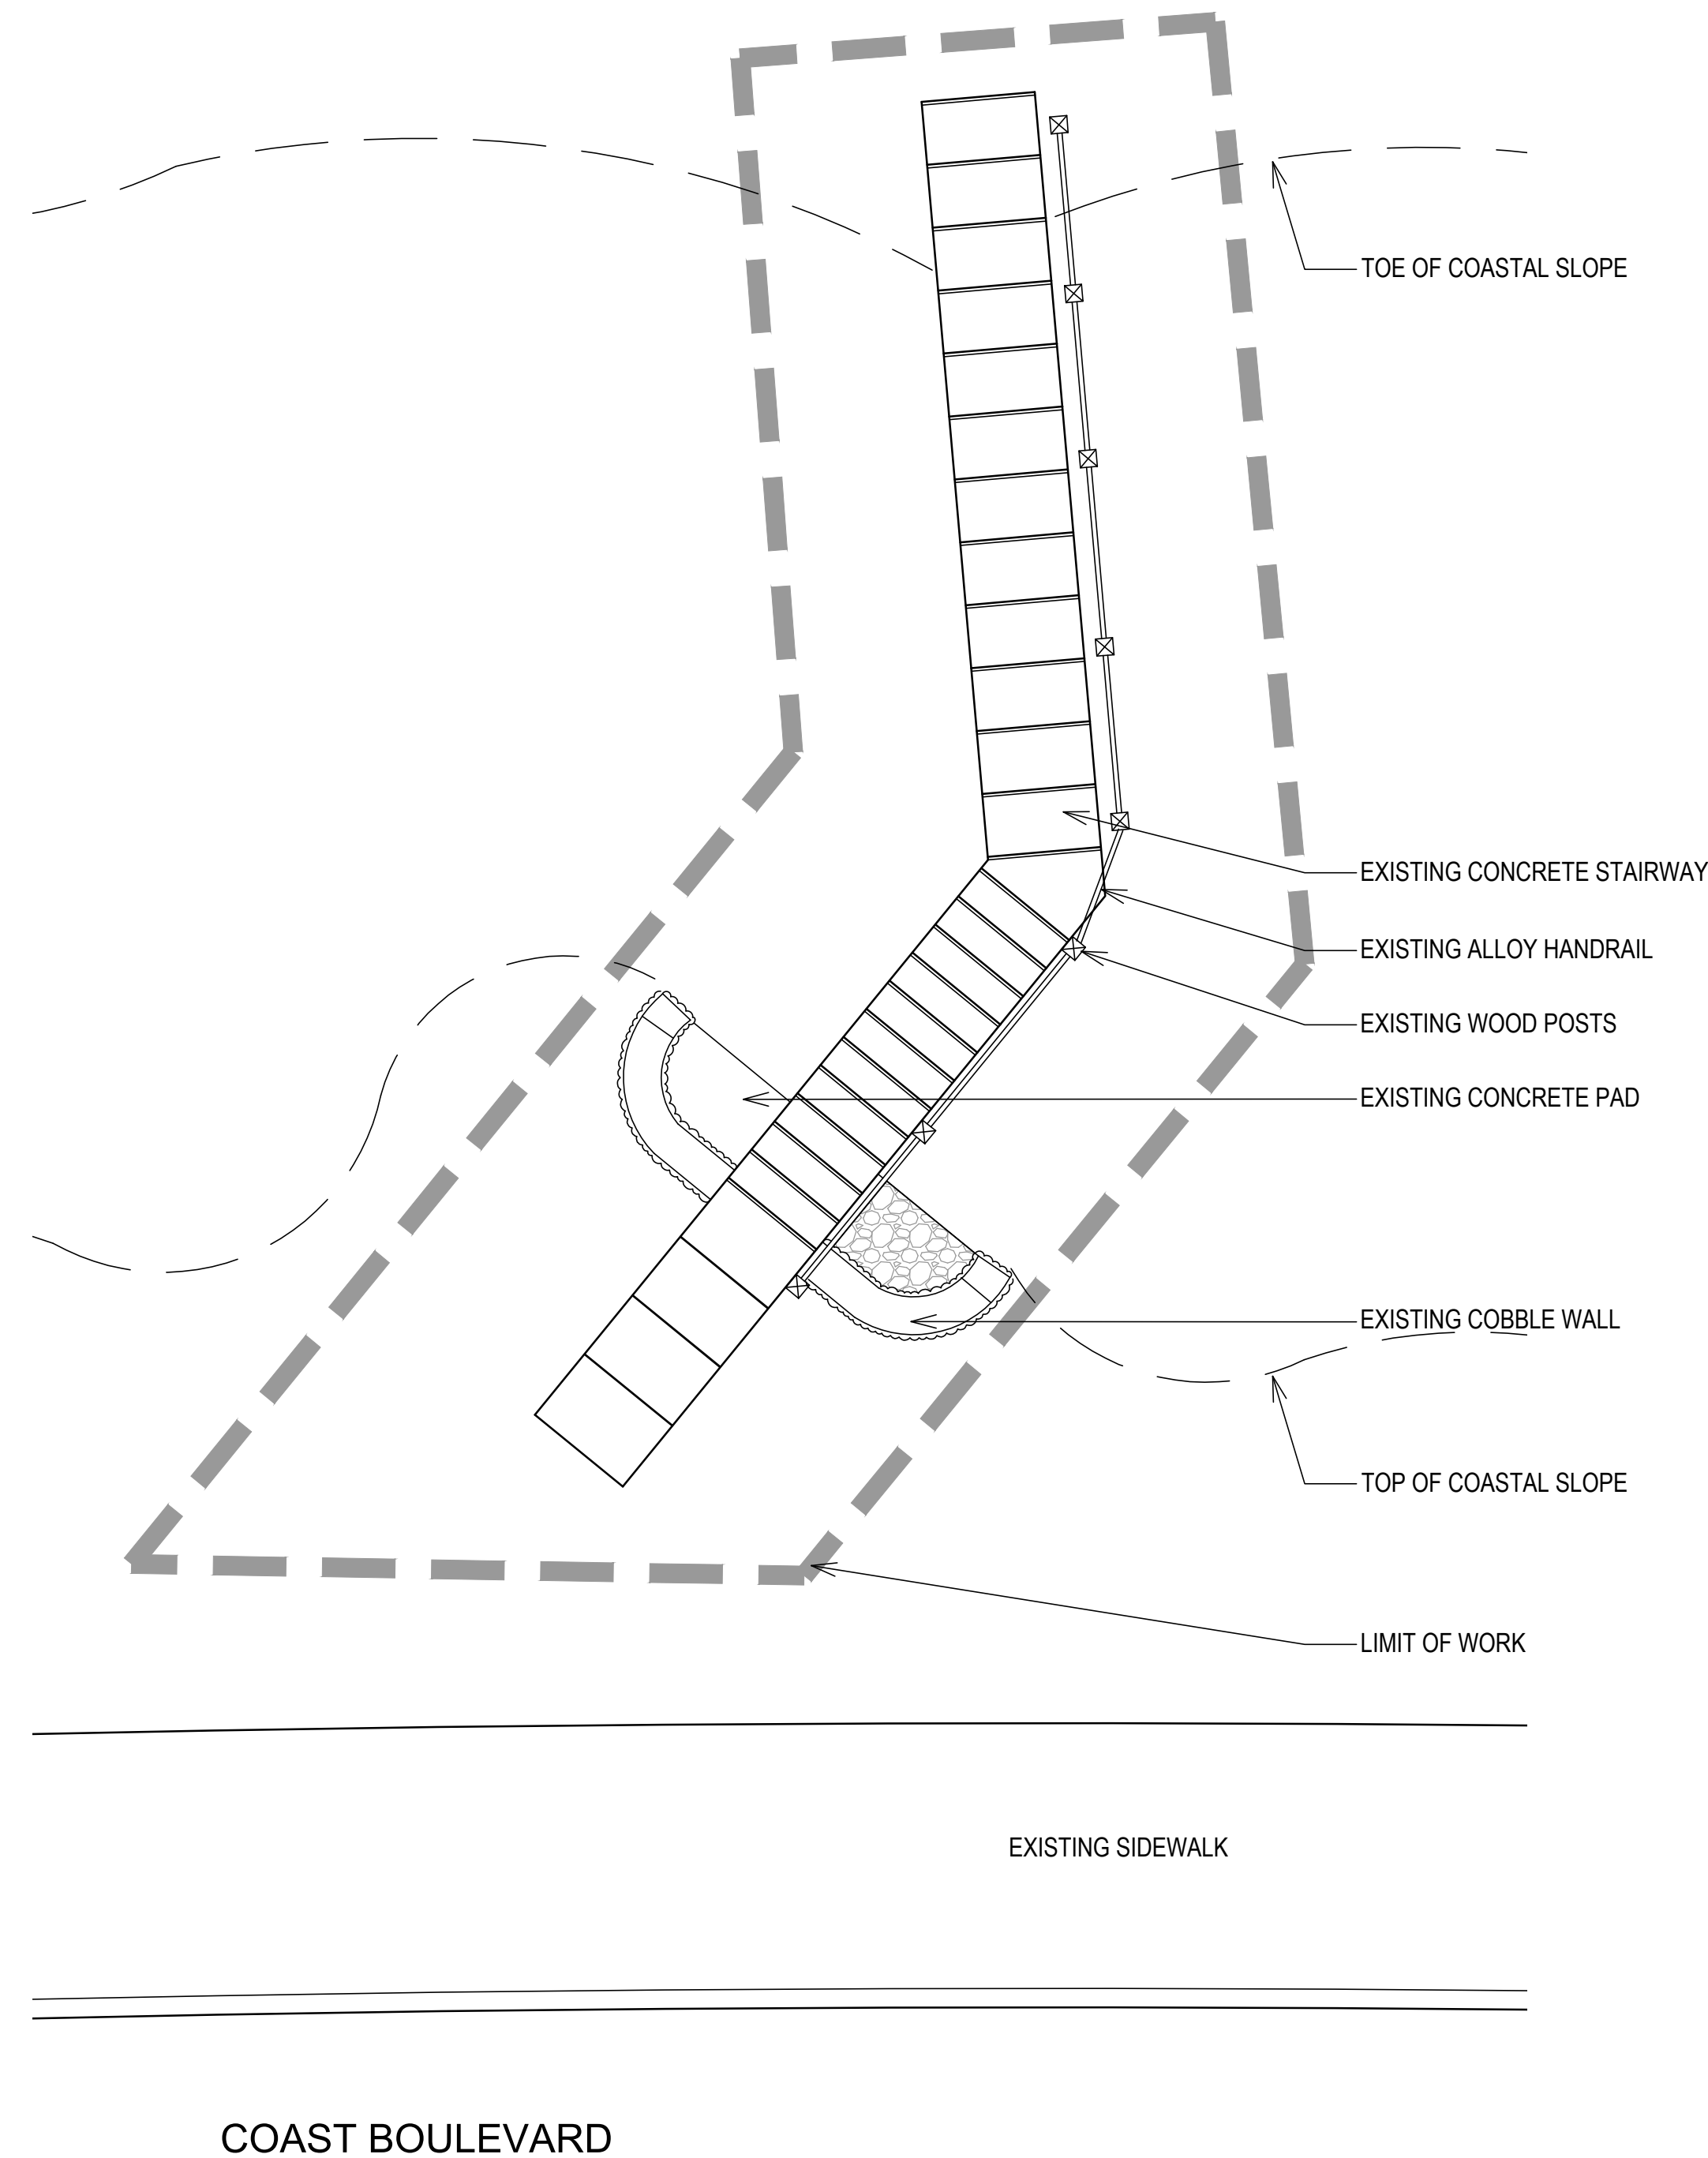 TOE OF COASTAL SLOPE
EXISTING CONCRETE STAIRWAY
EXISTING ALLOY HANDRAIL
EXISTING WOOD POSTS
EXISTING CONCRETE PAD
EXISTING COBBLE WALL
TOP OF COASTAL SLOPE
LIMIT OF WORK
EXISTING SIDEWALK
COAST BOULEVARD